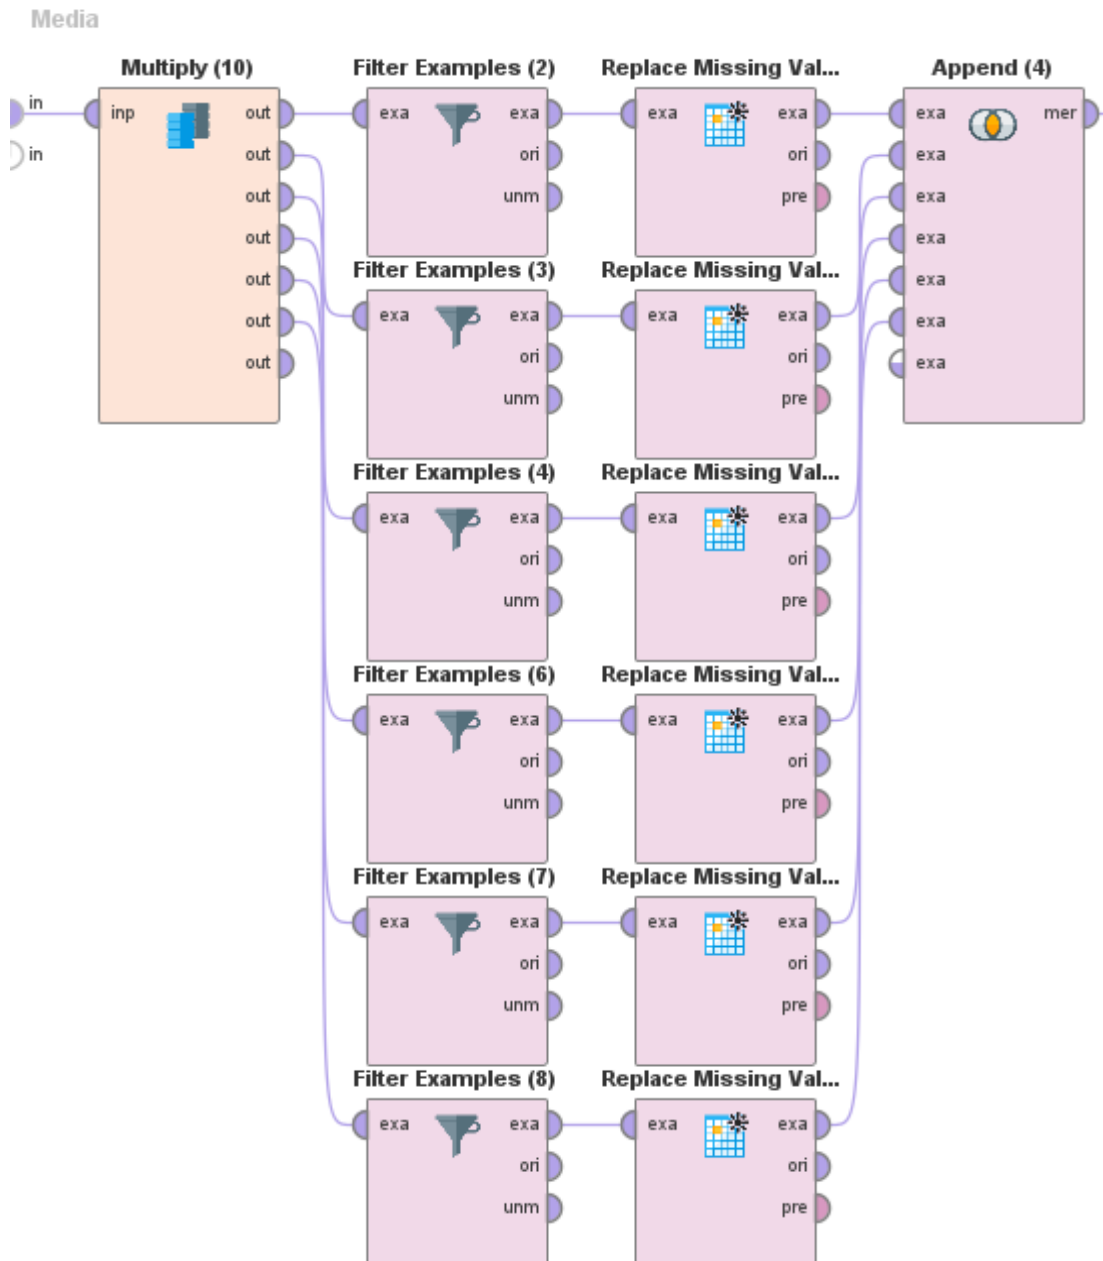 Media
Multiply (10) Filter Examples (2) Replace Missing Val... Append (4)
in inp out exa exa exa exa exa mer
in out ori ori exa
out unm pre exa
out exa
Filter Examples (3) Replace Missing Val...
out exa
out exa exa exa exa exa
out ori ori exa
unm pre
Filter Examples (4) Replace Missing Val...
exa exa exa exa
ori ori
unm pre
Filter Examples (6) Replace Missing Val...
exa exa exa exa
ori ori
unm pre
Filter Examples (7) Replace Missing Val...
exa exa exa exa
ori ori
unm pre
Filter Examples (8) Replace Missing Val...
exa exa exa exa
ori ori
unm pre